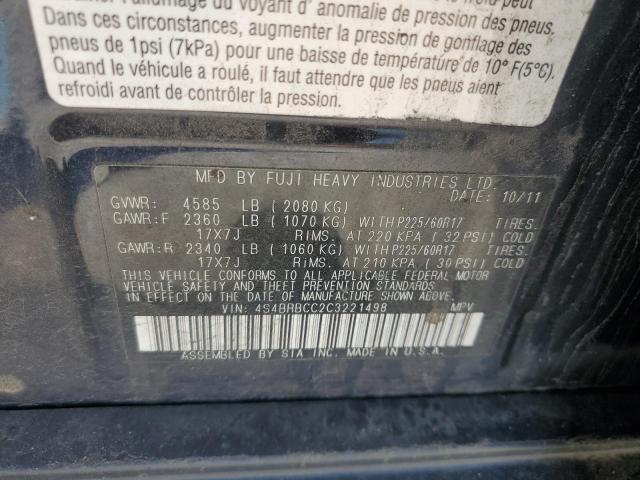 d'anomalie de pression des pneus.
Dans ces circonstances, augmenter la pression de gonflage des
pneus de 1psi (7kPa) pour une baisse de température de 10° F(5°C).
Quand le véhicule a roulé, il faut attendre que les pneus aient
refroidi avant de contrôler la pression.
MFD BY FUJI HEAVY INDUSTRIES LTD.
DATE: 10/11
GVWR: 4585 LB ( 2080 KG)
GAWR:F 2360 LB ( 1070 KG) WITH P225/60R17 TIRES.
17X7J RIMS. AT 220 KPA ( 32 PSI) COLD
GAWR:R 2340 LB ( 1060 KG) WITH P225/60R17 TIRES.
17X7J RIMS. AT 210 KPA ( 30 PSI) COLD
THIS VEHICLE CONFORMS TO ALL APPLICABLE FEDERAL MOTOR
VEHICLE SAFETY AND THEFT PREVENTION STANDARDS
IN EFFECT ON THE DATE OF MANUFACTURE SHOWN ABOVE.
VIN: 4S4BRBCC2C3221498 MPV
ASSEMBLED BY SIA INC. MADE IN U.S.A.